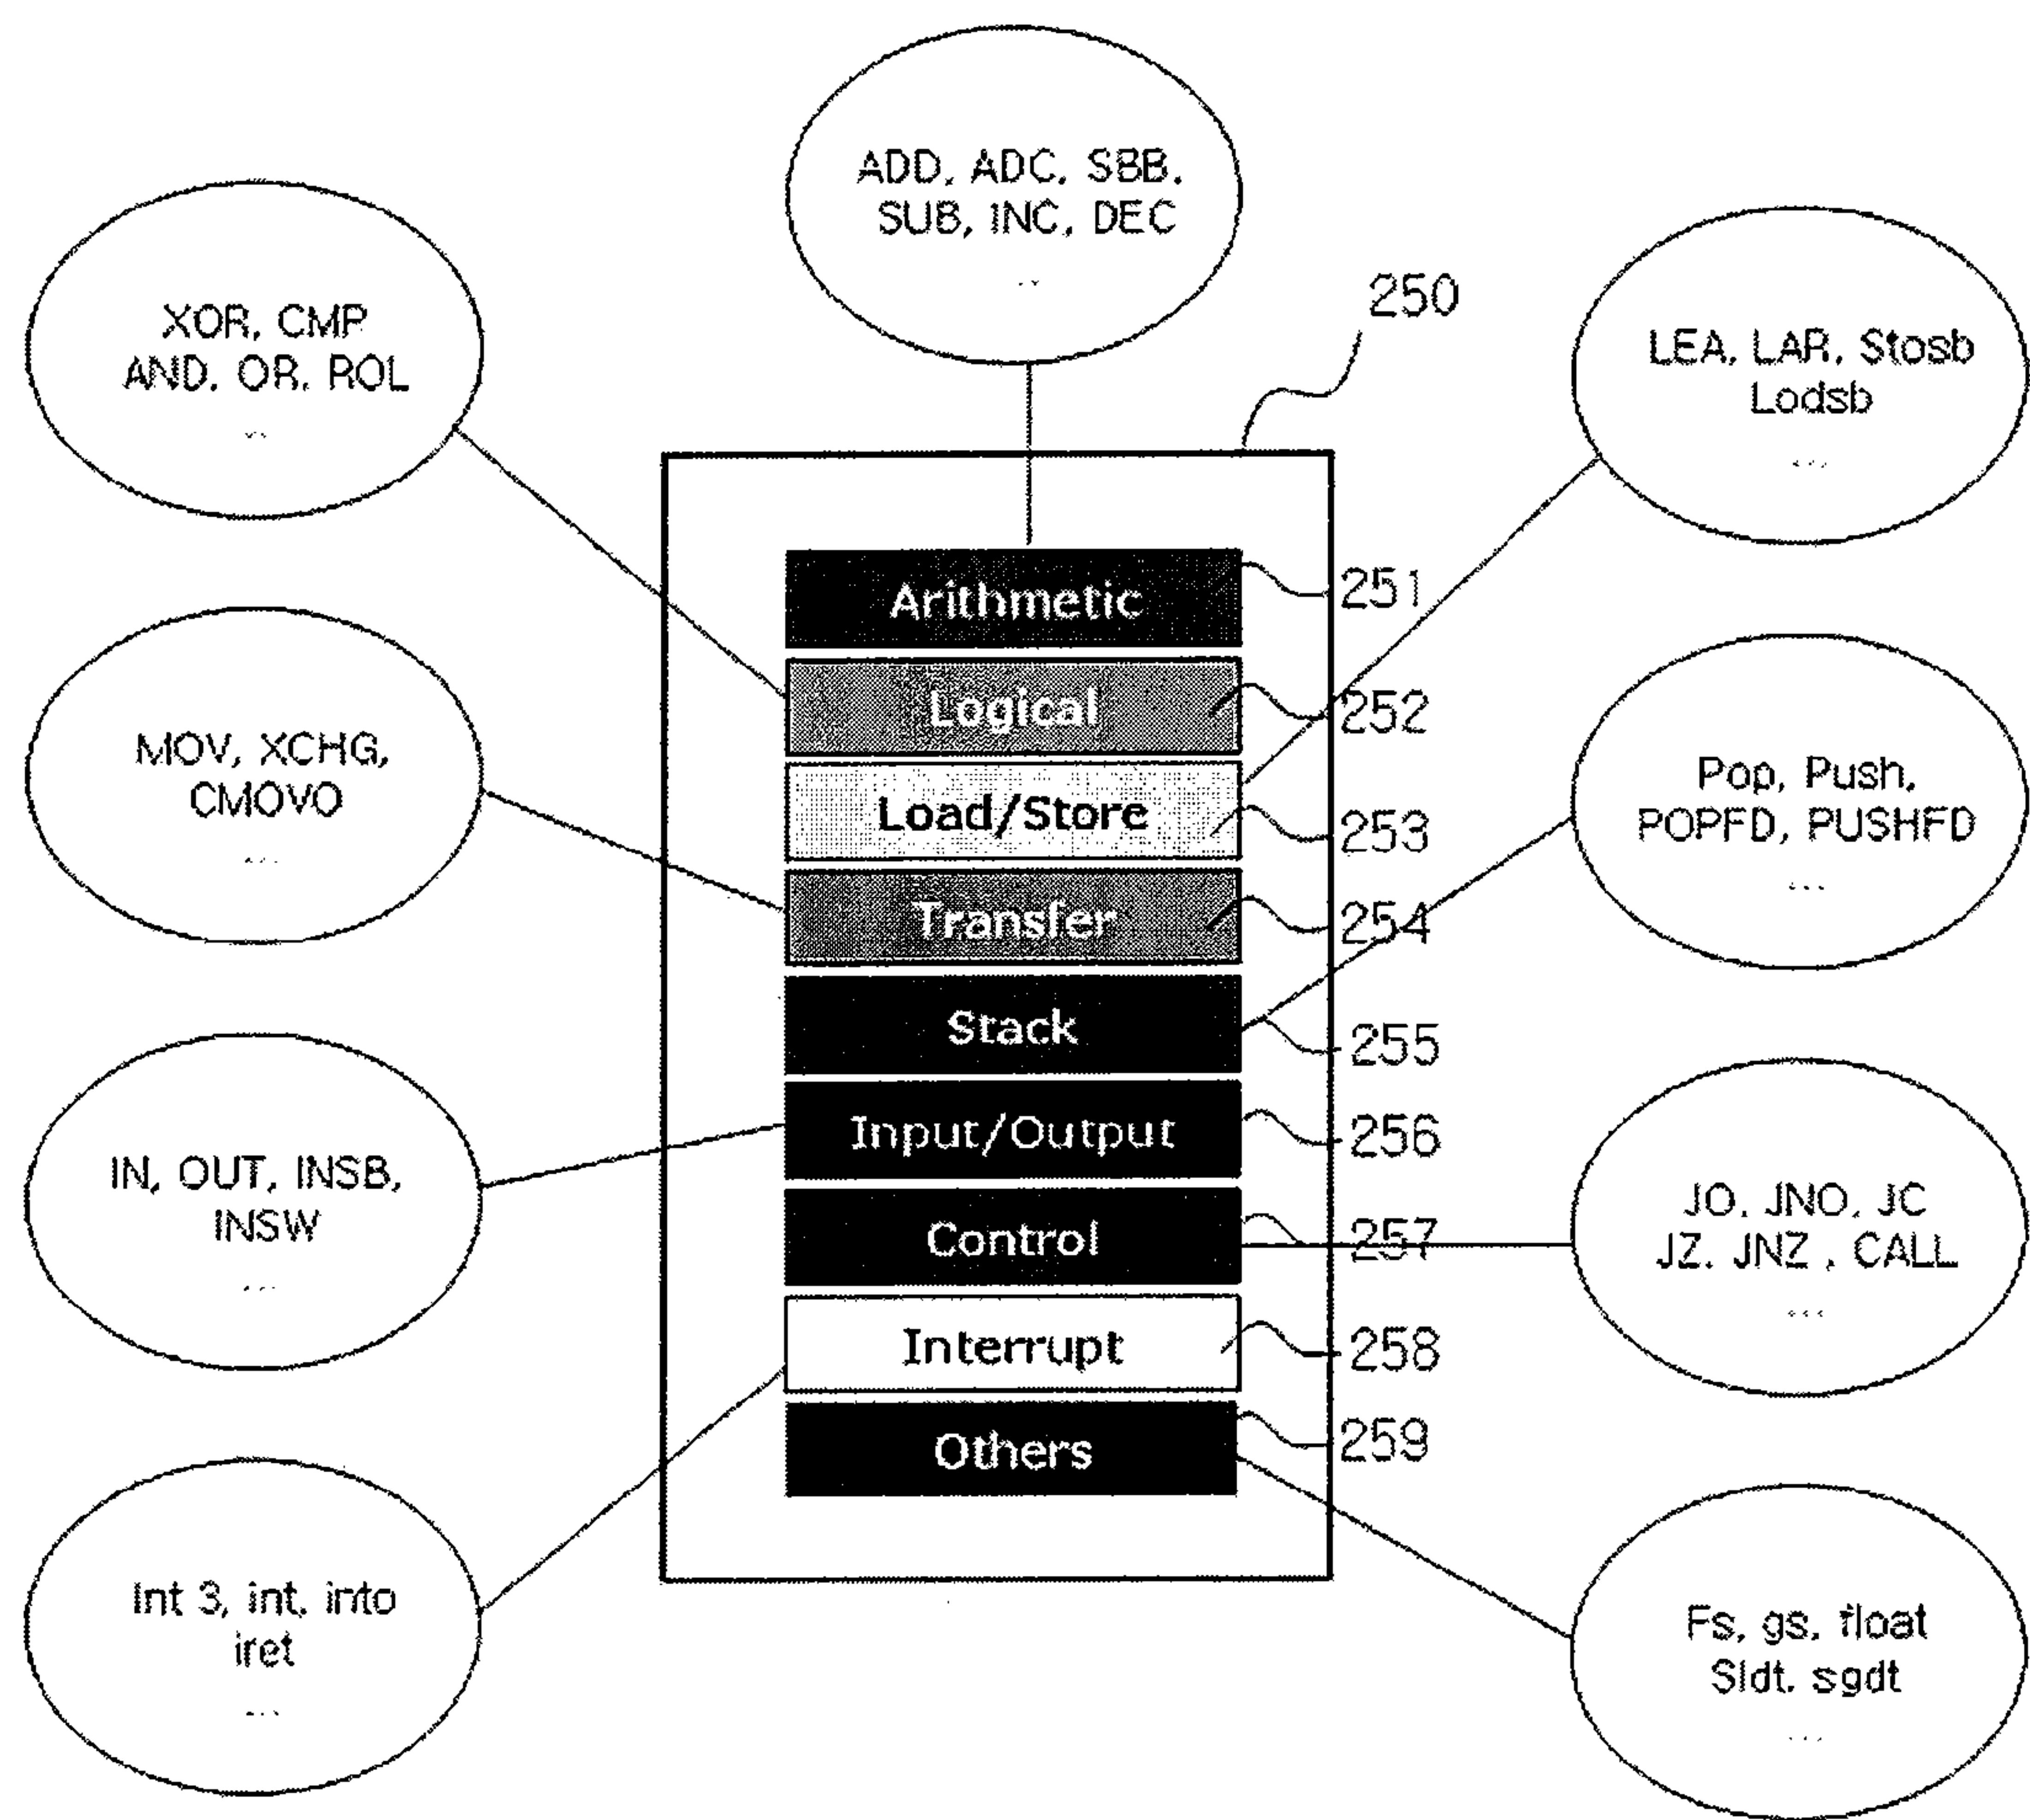 ADD, ADC, SBB,
SUB, INC, DEC
...
XOR, CMP
AND, OR, ROL
...
250
LEA, LAR, Stosb
Lodsb
...
Arithmetic
251
Logical
252
MOV, XCHG,
CMOVO
...
Load/Store
253
Pop, Push,
POPFD, PUSHFD
...
Transfer
254
Stack
255
IN, OUT, INSB,
INSW
...
Input/Output
256
Control
257
JO, JNO, JC
JZ, JNZ , CALL
...
Interrupt
258
Others
259
Int 3, int, into
iret
...
Fs, gs, float
Sldt, sgdt
...